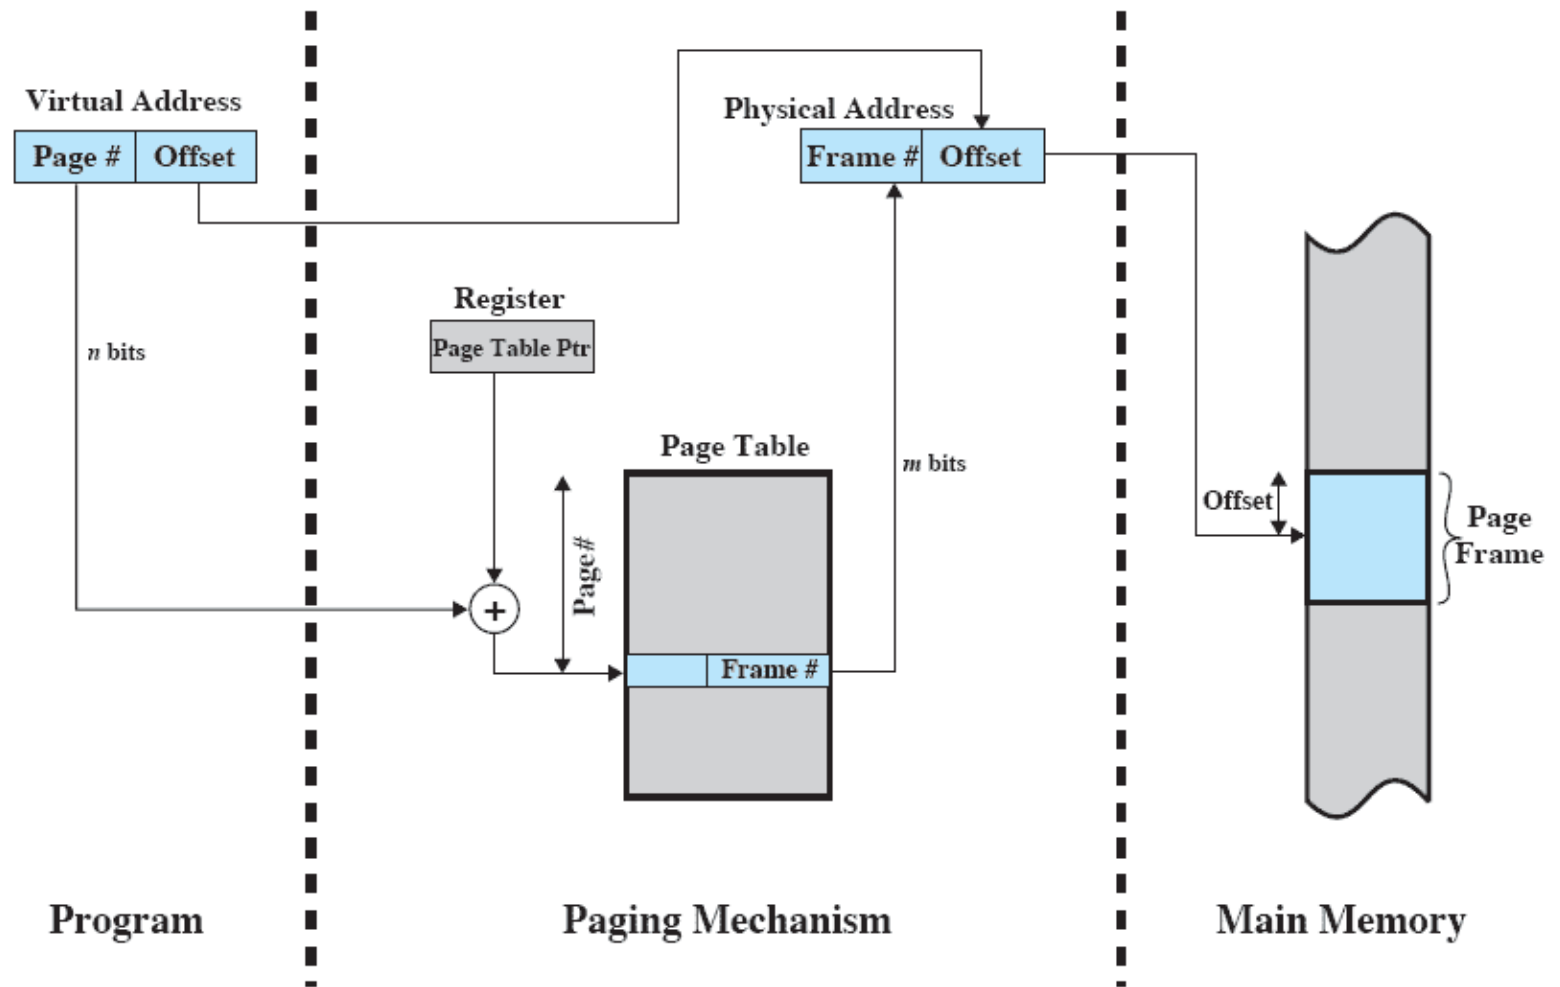 Virtual Address
Page # Offset
Physical Address
Frame # Offset
n bits
Register
Page Table Ptr
Page Table
Page#
+
Frame #
m bits
Offset
Page
Frame
Program
Paging Mechanism
Main Memory